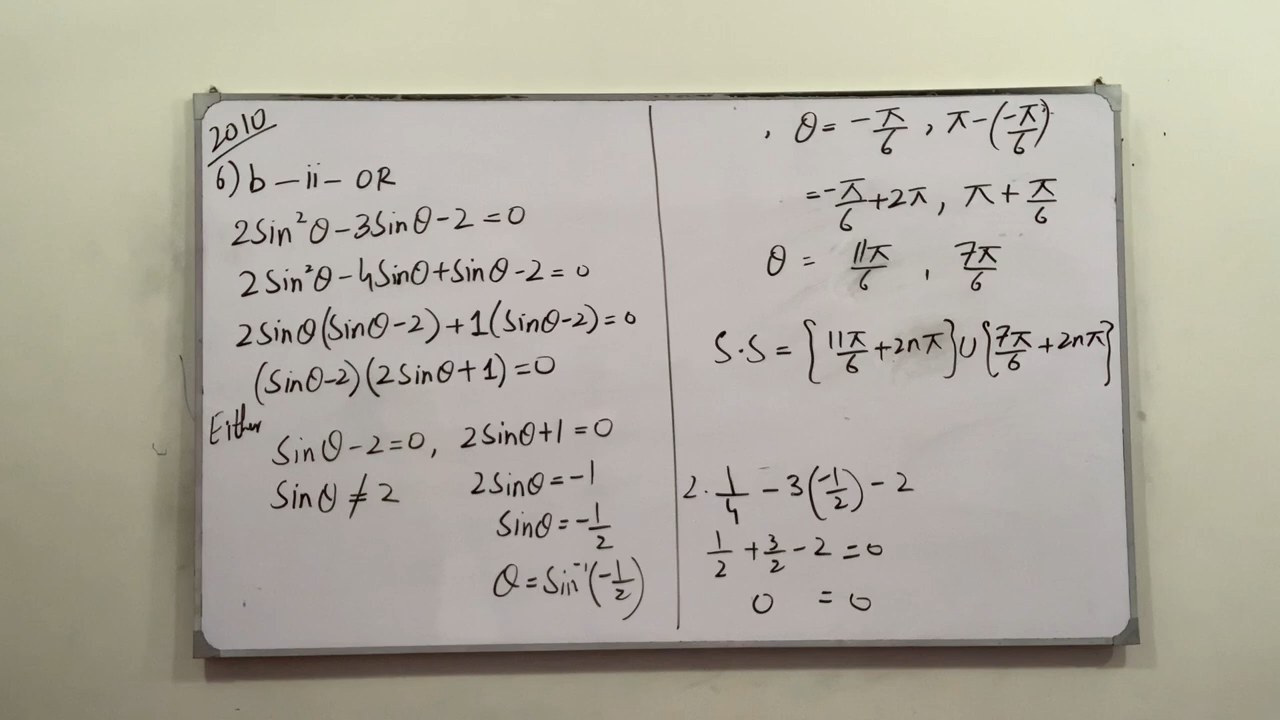 2010
6) b - ii - OR
2Sin²θ - 3Sinθ - 2 = 0
2Sin²θ - 4Sinθ + Sinθ - 2 = 0
2Sinθ(Sinθ - 2) + 1(Sinθ - 2) = 0
(Sinθ - 2)(2Sinθ + 1) = 0
Either
Sinθ - 2 = 0, 2Sinθ + 1 = 0
Sinθ ≠ 2 2Sinθ = -1
Sinθ = -1/2
θ = Sin⁻¹(-1/2)
, θ = -π/6, π - (-π/6)
= -π/6 + 2π, π + π/6
θ = 11π/6, 7π/6
S.S = {11π/6 + 2nπ} ∪ {7π/6 + 2nπ}
2 · 1/4 - 3(-1/2) - 2
1/2 + 3/2 - 2 = 0
0 = 0